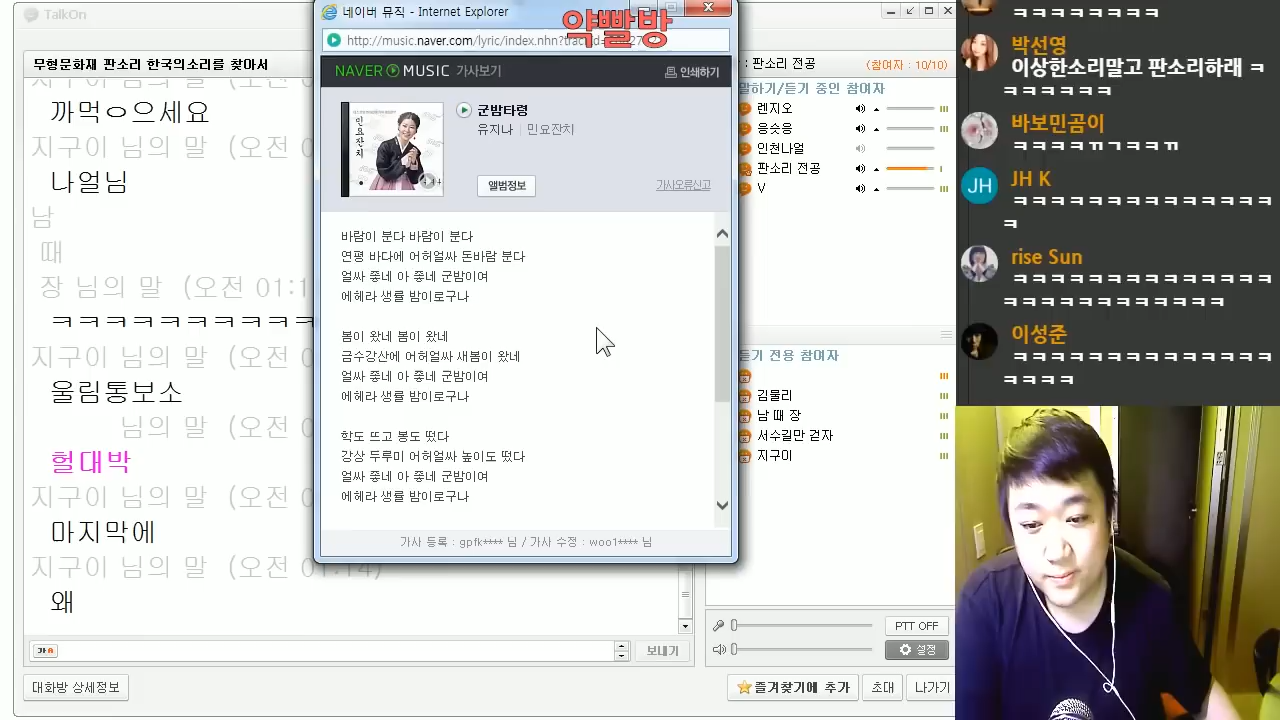 TalkOn
무형문화재 판소리 한국의소리를 찾아서
까먹ㅇ으세요
지구이 님의 말 (오전 0
나얼님
남
때
장 님의 말 (오전 01:1
ㅋㅋㅋㅋㅋㅋㅋㅋㅋㅋ
지구이 님의 말 (오전 0
울림통보소
님의 말 (오전 0
헐대박
지구이 님의 말 (오전 0
마지막에
지구이 님의 말 (오전 01:14)
왜
가a
보내기
대화방 상세정보
네이버 뮤직 - Internet Explorer
약빨방
NAVER MUSIC 가사보기
인쇄하기
군밤타령
유지나 | 민요잔치
앨범정보
가사오류신고
바람이 분다 바람이 분다
연평 바다에 어허얼싸 돈바람 분다
얼싸 좋네 아 좋네 군밤이여
에헤라 생률 밤이로구나
봄이 왔네 봄이 왔네
금수강산에 어허얼싸 새봄이 왔네
얼싸 좋네 아 좋네 군밤이여
에헤라 생률 밤이로구나
학도 뜨고 봉도 떴다
강상 두루미 어허얼싸 높이도 떴다
얼싸 좋네 아 좋네 군밤이여
에헤라 생률 밤이로구나
가사 등록 : gpfk**** 님 / 가사 수정 : woo1**** 님
: 판소리 전공
(참여자 : 10/10)
말하기/듣기 중인 참여자
렌지오
응숏응
인천나얼
판소리 전공
V
듣기 전용 참여자
김물리
남 때 장
서수길만 걷자
지구이
PTT OFF
설정
즐겨찾기에 추가
초대
나가기
ㅋㅋㅋㅋㅋㅋㅋㅋ
박선영
이상한소리말고 판소리하래 ㅋ
ㅋㅋㅋㅋㅋㅋ
바보민곰이
ㅋㅋㅋㅋㄲㄱㅋㅋㄲ
JH
JH K
ㅋㅋㅋㅋㅋㅋㅋㅋㅋㅋㅋㅋㅋㅋ
ㅋ
rise Sun
ㅋㅋㅋㅋㅋㅋㅋㅋㅋㅋㅋㅋㅋㅋ
ㅋㅋㅋㅋㅋㅋㅋㅋㅋㅋㅋㅋ
이성준
ㅋㅋㅋㅋㅋㅋㅋㅋㅋㅋㅋㅋㅋㅋ
ㅋㅋㅋㅋ